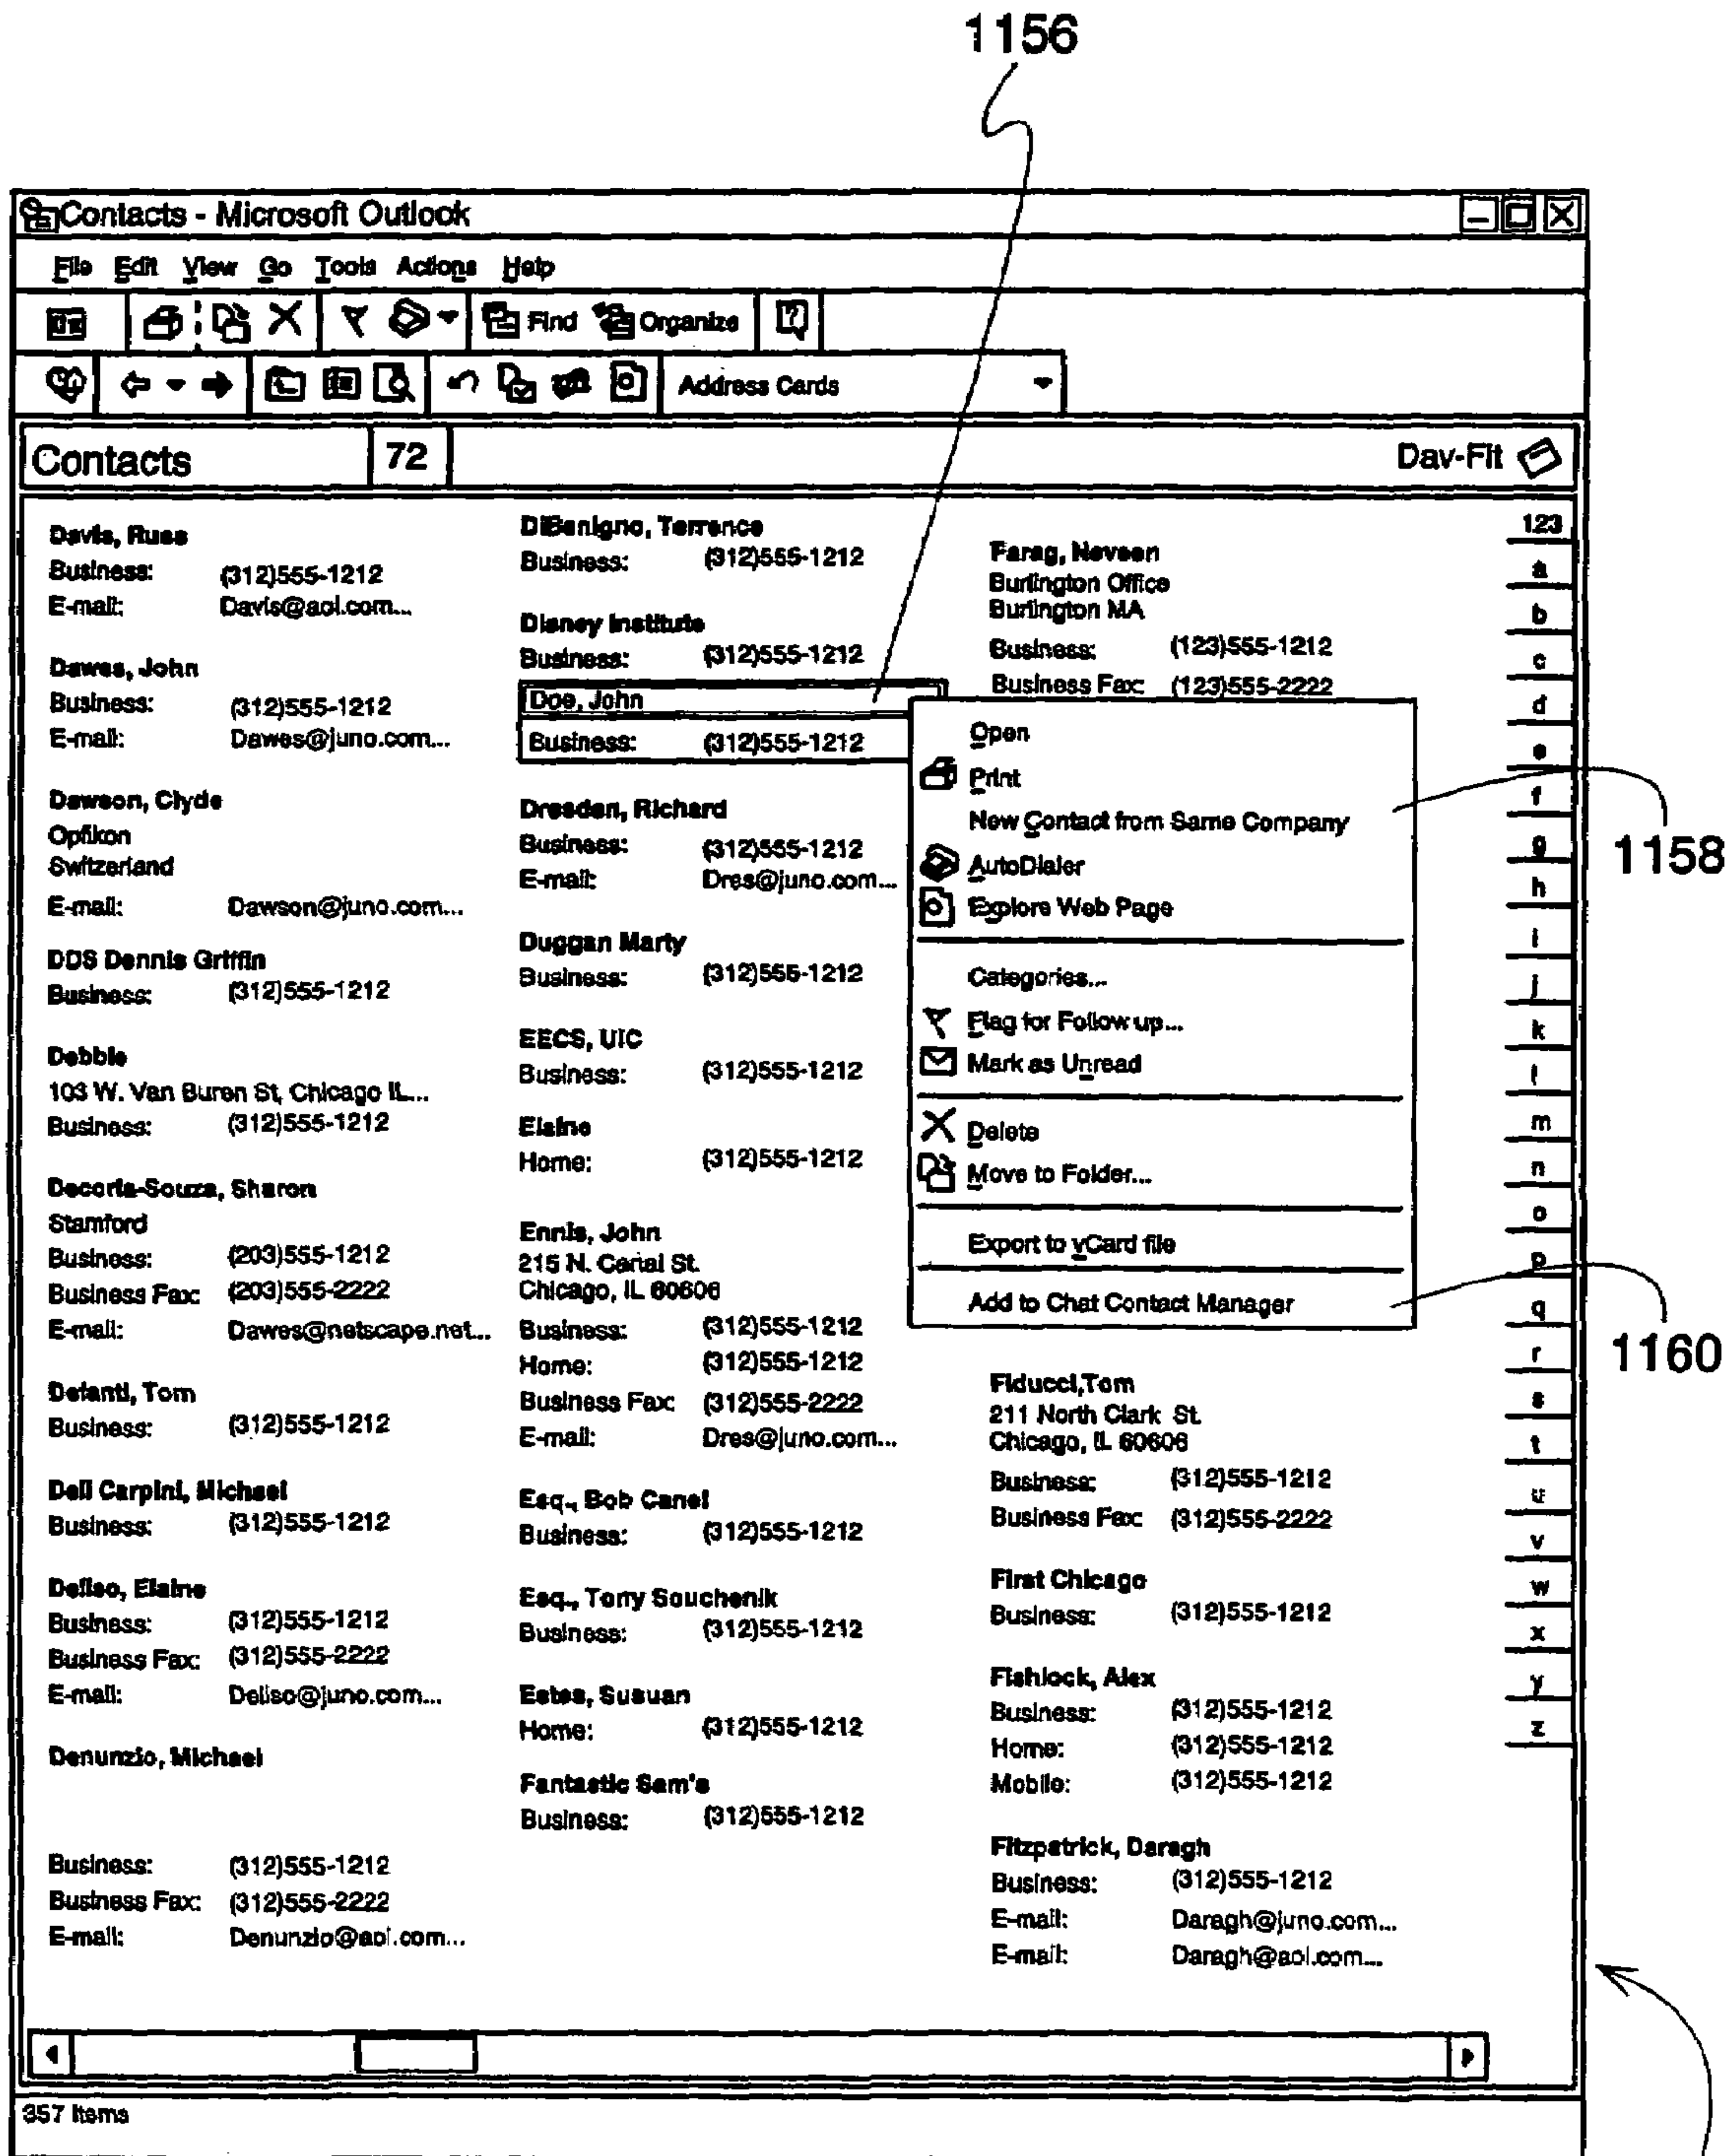 1156
Contacts - Microsoft Outlook
File Edit View Go Tools Actions Help
Find Organize
Address Cards
Contacts 72 Dav-Fit
Davis, Russ
Business: (312)555-1212
E-mail: Davis@aol.com...
Dawes, John
Business: (312)555-1212
E-mail: Dawes@juno.com...
Dawson, Clyde
Opfikon
Switzerland
E-mail: Dawson@juno.com...
DDS Dennis Griffin
Business: (312)555-1212
Debbie
103 W. Van Buren St, Chicago IL...
Business: (312)555-1212
Decorla-Souza, Sharon
Stamford
Business: (203)555-1212
Business Fax: (203)555-2222
E-mail: Dawes@netscape.net...
Defanti, Tom
Business: (312)555-1212
Dell Carpini, Michael
Business: (312)555-1212
Deliso, Elaine
Business: (312)555-1212
Business Fax: (312)555-2222
E-mail: Deliso@juno.com...
Denunzio, Michael
Business: (312)555-1212
Business Fax: (312)555-2222
E-mail: Denunzio@aol.com...
DiBenigno, Terrence
Business: (312)555-1212
Disney Institute
Business: (312)555-1212
Doe, John
Business: (312)555-1212
Dresden, Richard
Business: (312)555-1212
E-mail: Dres@juno.com...
Duggan Marty
Business: (312)555-1212
EECS, UIC
Business: (312)555-1212
Elaine
Home: (312)555-1212
Ennis, John
215 N. Canal St.
Chicago, IL 60606
Business: (312)555-1212
Home: (312)555-1212
Business Fax: (312)555-2222
E-mail: Dres@juno.com...
Esq., Bob Canel
Business: (312)555-1212
Esq., Tony Souchenik
Business: (312)555-1212
Estes, Susuan
Home: (312)555-1212
Fantastic Sam's
Business: (312)555-1212
Farag, Neveen
Burlington Office
Burlington MA
Business: (123)555-1212
Business Fax: (123)555-2222
Open
Print
New Contact from Same Company
AutoDialer
Explore Web Page
Categories...
Flag for Follow up...
Mark as Unread
Delete
Move to Folder...
Export to vCard file
Add to Chat Contact Manager
1158
1160
Fiducci,Tom
211 North Clark St.
Chicago, IL 60606
Business: (312)555-1212
Business Fax: (312)555-2222
First Chicago
Business: (312)555-1212
Fishlock, Alex
Business: (312)555-1212
Home: (312)555-1212
Mobile: (312)555-1212
Fitzpatrick, Daragh
Business: (312)555-1212
E-mail: Daragh@juno.com...
E-mail: Daragh@aol.com...
123
a
b
c
d
e
f
g
h
i
j
k
l
m
n
o
p
q
r
s
t
u
v
w
x
y
z
357 Items